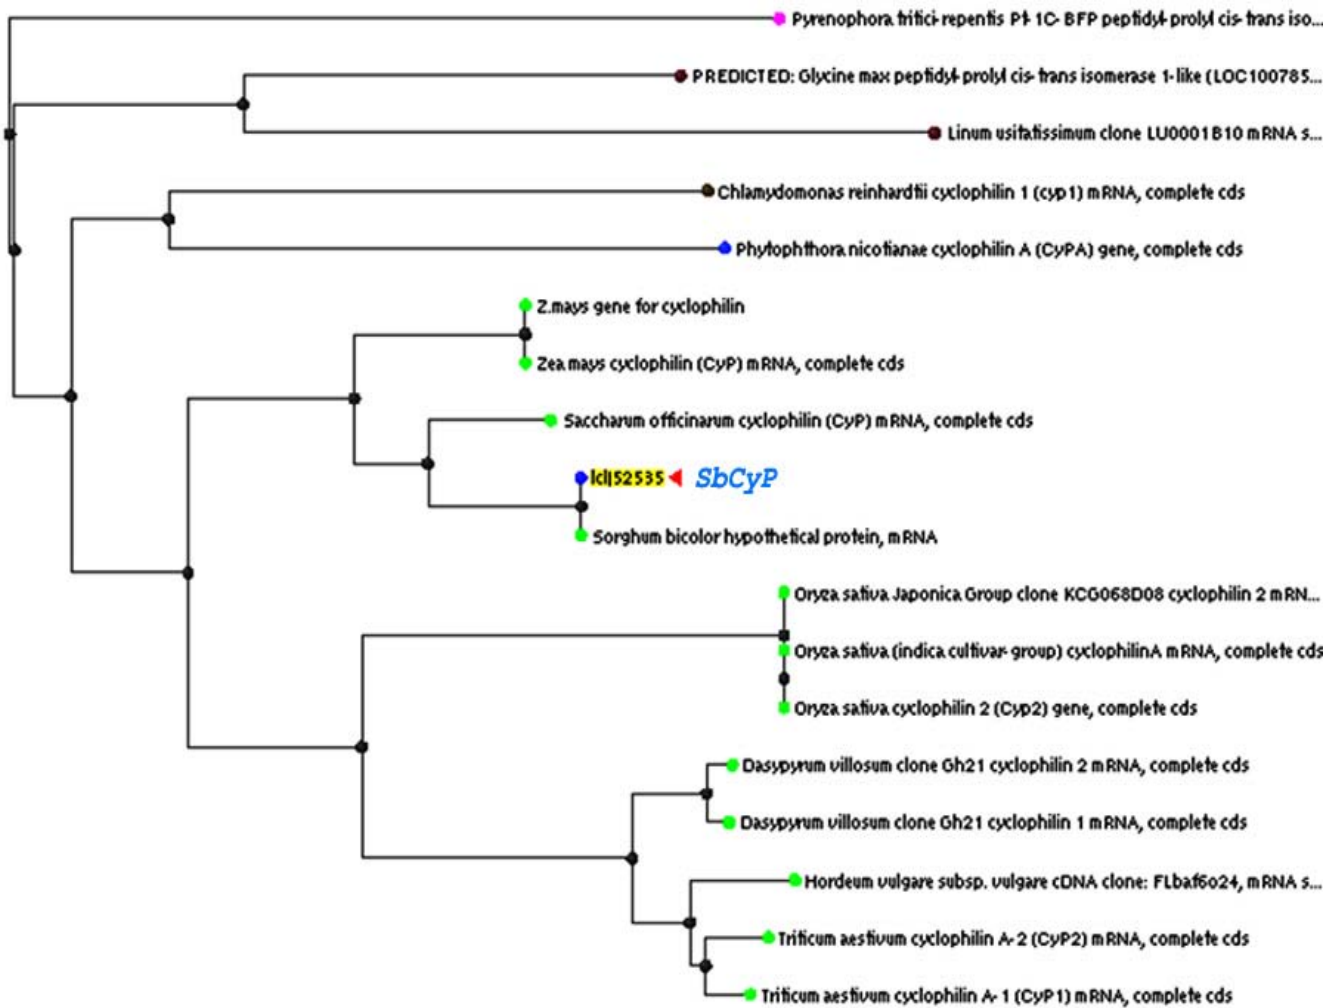 Pyrenophora tritici-repentis Pt-1C-BFP peptidyl-prolyl cis-trans iso...
PREDICTED: Glycine max peptidyl-prolyl cis-trans isomerase 1-like (LOC100785...
Linum usitatissimum clone LU0001B10 mRNA s...
Chlamydomonas reinhardtii cyclophilin 1 (cyp1) mRNA, complete cds
Phytophthora nicotianae cyclophilin A (CyPA) gene, complete cds
Z.mays gene for cyclophilin
Zea mays cyclophilin (CyP) mRNA, complete cds
Saccharum officinarum cyclophilin (CyP) mRNA, complete cds
lcl|52535 SbCyP
Sorghum bicolor hypothetical protein, mRNA
Oryza sativa Japonica Group clone KCG068D08 cyclophilin 2 mRN...
Oryza sativa (indica cultivar-group) cyclophilinA mRNA, complete cds
Oryza sativa cyclophilin 2 (Cyp2) gene, complete cds
Dasypyrum villosum clone Gh21 cyclophilin 2 mRNA, complete cds
Dasypyrum villosum clone Gh21 cyclophilin 1 mRNA, complete cds
Hordeum vulgare subsp. vulgare cDNA clone: FLbaf6o24, mRNA s...
Triticum aestivum cyclophilin A-2 (CyP2) mRNA, complete cds
Triticum aestivum cyclophilin A-1 (CyP1) mRNA, complete cds